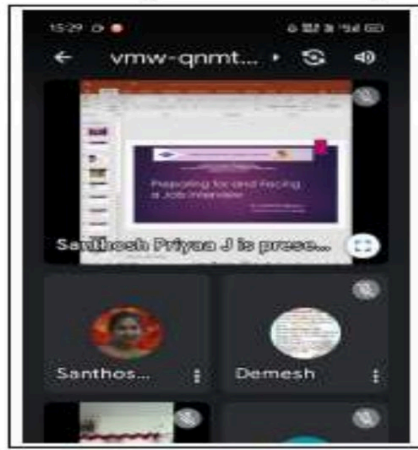 15:29
vmw-qnmt...
Preparing for and Facing
a Job Interview
Santhosh Priyaa J is prese...
Santhos...
Demesh